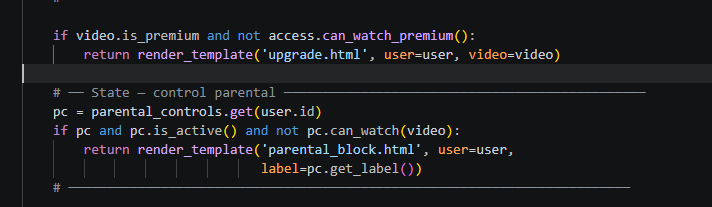 #
if video.is_premium and not access.can_watch_premium():
    return render_template('upgrade.html', user=user, video=video)
# ── State — control parental ──────────────────────────────────────────────
pc = parental_controls.get(user.id)
if pc and pc.is_active() and not pc.can_watch(video):
    return render_template('parental_block.html', user=user,
                           label=pc.get_label())
# ────────────────────────────────────────────────────────────────────────